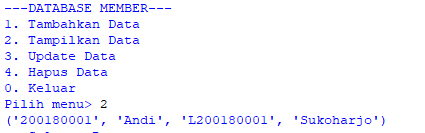 ---DATABASE MEMBER---
1. Tambahkan Data
2. Tampilkan Data
3. Update Data
4. Hapus Data
0. Keluar
Pilih menu> 2
('200180001', 'Andi', 'L200180001', 'Sukoharjo')